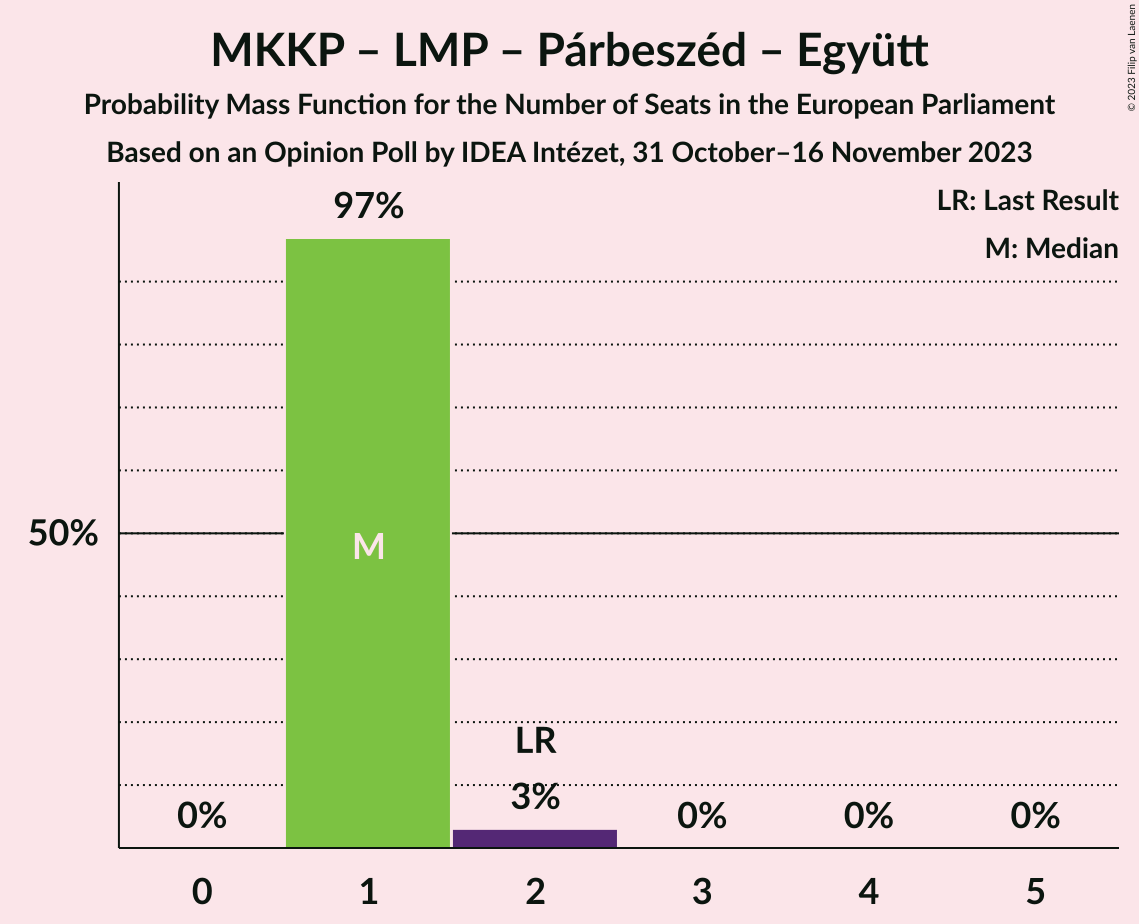 MKKP – LMP – Párbeszéd – Együtt
Probability Mass Function for the Number of Seats in the European Parliament
Based on an Opinion Poll by IDEA Intézet, 31 October–16 November 2023
© 2023 Filip van Laenen
LR: Last Result
M: Median
97%
50%
M
LR
0% 3% 0% 0% 0%
0 1 2 3 4 5